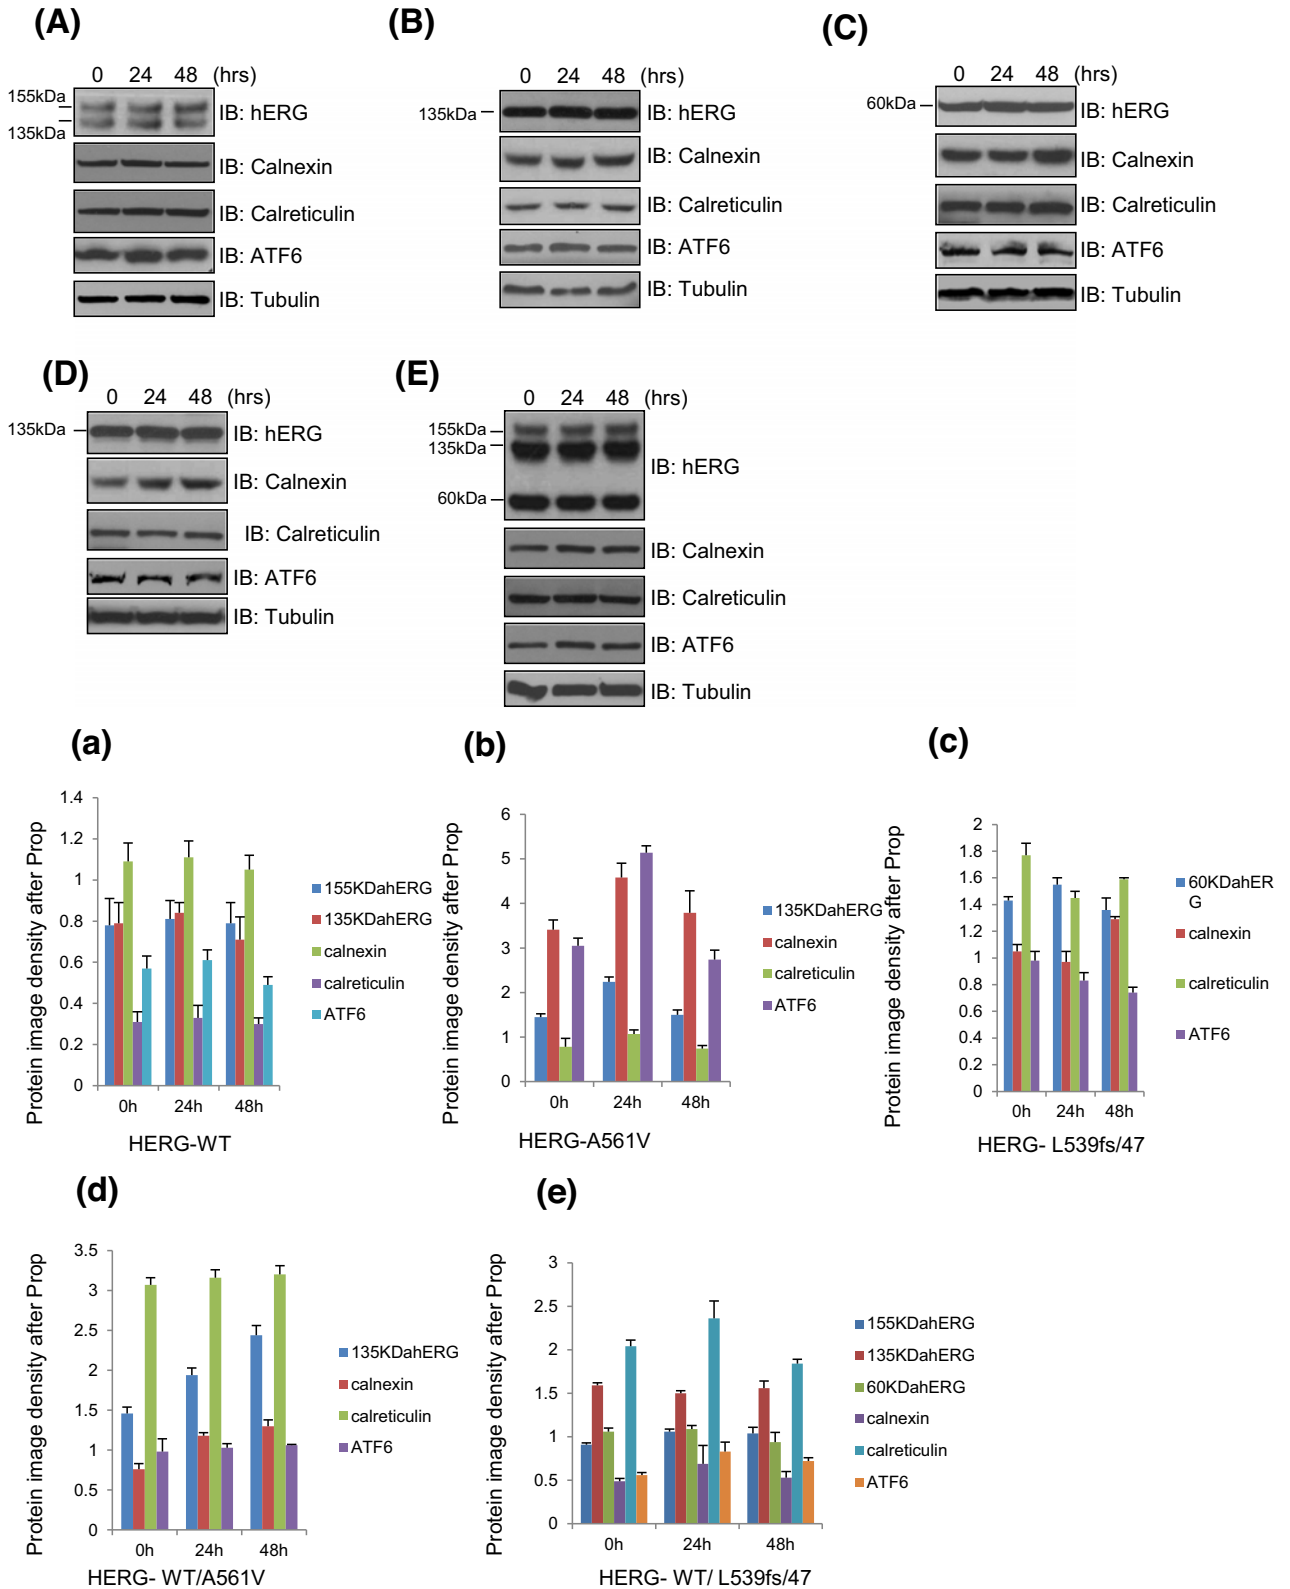 (A)
0 24 48 (hrs)
155kDa
135kDa
IB: hERG
IB: Calnexin
IB: Calreticulin
IB: ATF6
IB: Tubulin
(B)
0 24 48 (hrs)
135kDa
IB: hERG
IB: Calnexin
IB: Calreticulin
IB: ATF6
IB: Tubulin
(C)
0 24 48 (hrs)
60kDa
IB: hERG
IB: Calnexin
IB: Calreticulin
IB: ATF6
IB: Tubulin
(D)
0 24 48 (hrs)
135kDa
IB: hERG
IB: Calnexin
IB: Calreticulin
IB: ATF6
IB: Tubulin
(E)
0 24 48 (hrs)
155kDa
135kDa
60kDa
IB: hERG
IB: Calnexin
IB: Calreticulin
IB: ATF6
IB: Tubulin
(a)
Protein image density after Prop
1.4
1.2
1
0.8
0.6
0.4
0.2
0
0h 24h 48h
HERG-WT
155KDahERG
135KDahERG
calnexin
calreticulin
ATF6
(b)
Protein image density after Prop
6
5
4
3
2
1
0
0h 24h 48h
HERG-A561V
135KDahERG
calnexin
calreticulin
ATF6
(c)
Protein image density after Prop
2
1.8
1.6
1.4
1.2
1
0.8
0.6
0.4
0.2
0
0h 24h 48h
HERG- L539fs/47
60KDahER
G
calnexin
calreticulin
ATF6
(d)
Protein image density after Prop
3.5
3
2.5
2
1.5
1
0.5
0
0h 24h 48h
HERG- WT/A561V
135KDahERG
calnexin
calreticulin
ATF6
(e)
Protein image density after Prop
3
2.5
2
1.5
1
0.5
0
0h 24h 48h
HERG- WT/ L539fs/47
155KDahERG
135KDahERG
60KDahERG
calnexin
calreticulin
ATF6